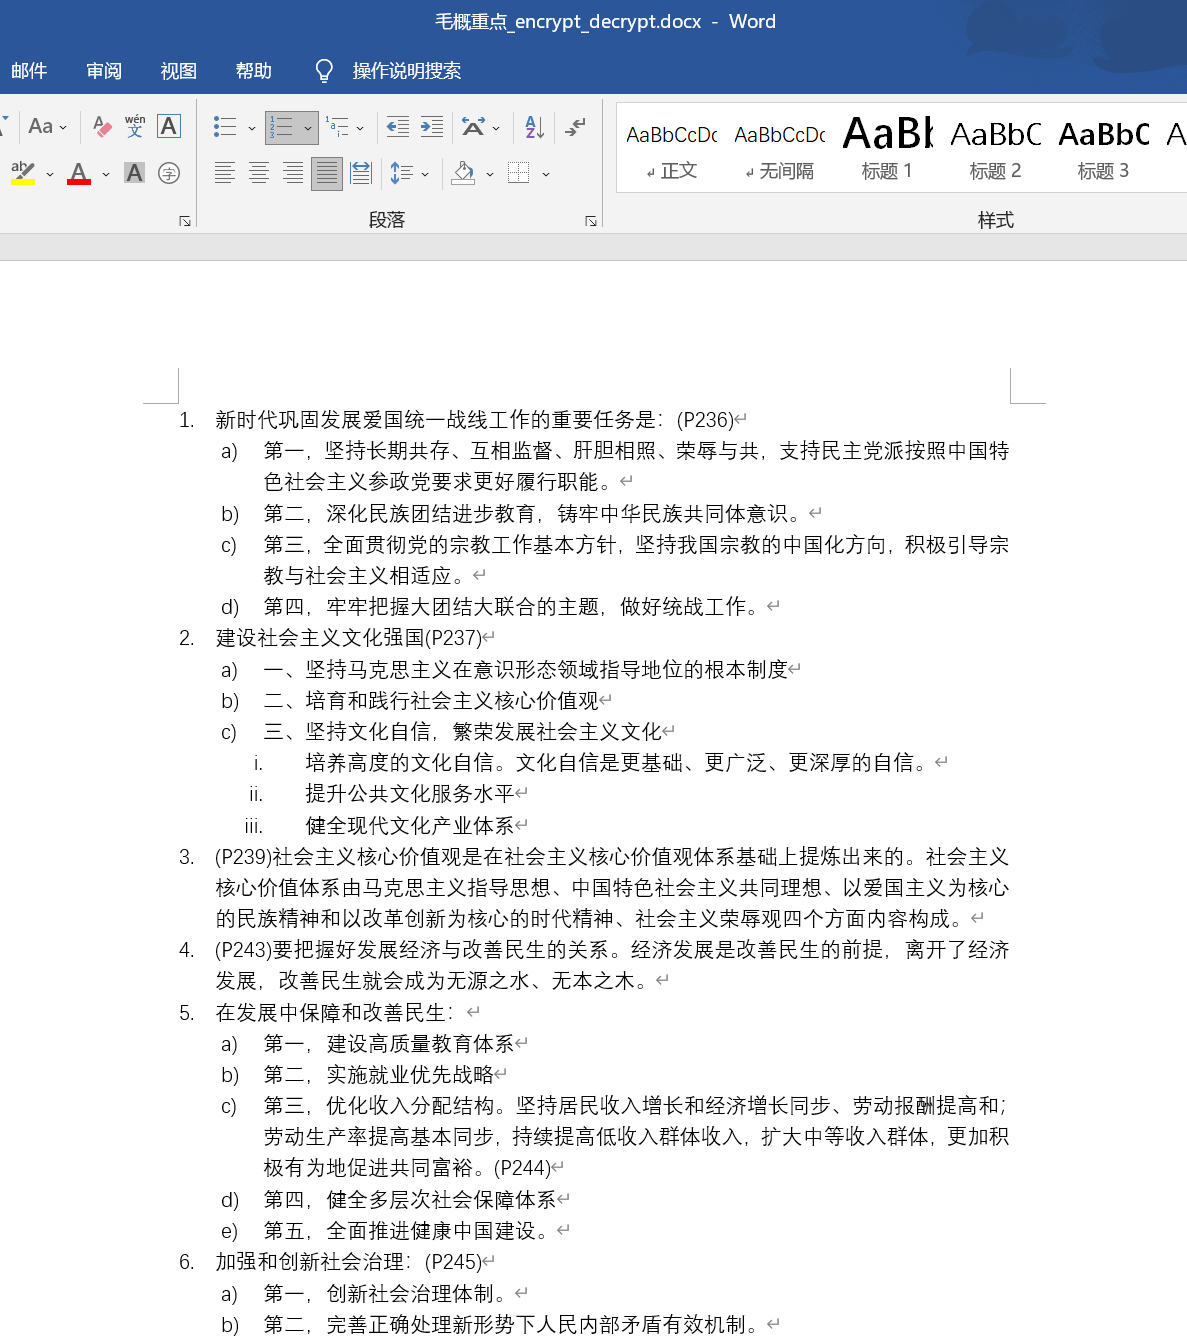 毛概重点_encrypt_decrypt.docx - Word
邮件 审阅 视图 帮助 操作说明搜索
Aa wén 文 A AaBbCcDc AaBbCcDc AaBl AaBbC AaBbC A
ab A A 字 正文 无间隔 标题 1 标题 2 标题 3
段落 样式
1. 新时代巩固发展爱国统一战线工作的重要任务是：(P236)
a) 第一，坚持长期共存、互相监督、肝胆相照、荣辱与共，支持民主党派按照中国特
色社会主义参政党要求更好履行职能。
b) 第二，深化民族团结进步教育，铸牢中华民族共同体意识。
c) 第三，全面贯彻党的宗教工作基本方针，坚持我国宗教的中国化方向，积极引导宗
教与社会主义相适应。
d) 第四，牢牢把握大团结大联合的主题，做好统战工作。
2. 建设社会主义文化强国(P237)
a) 一、坚持马克思主义在意识形态领域指导地位的根本制度
b) 二、培育和践行社会主义核心价值观
c) 三、坚持文化自信，繁荣发展社会主义文化
i. 培养高度的文化自信。文化自信是更基础、更广泛、更深厚的自信。
ii. 提升公共文化服务水平
iii. 健全现代文化产业体系
3. (P239)社会主义核心价值观是在社会主义核心价值观体系基础上提炼出来的。社会主义
核心价值体系由马克思主义指导思想、中国特色社会主义共同理想、以爱国主义为核心
的民族精神和以改革创新为核心的时代精神、社会主义荣辱观四个方面内容构成。
4. (P243)要把握好发展经济与改善民生的关系。经济发展是改善民生的前提，离开了经济
发展，改善民生就会成为无源之水、无本之木。
5. 在发展中保障和改善民生：
a) 第一，建设高质量教育体系
b) 第二，实施就业优先战略
c) 第三，优化收入分配结构。坚持居民收入增长和经济增长同步、劳动报酬提高和；
劳动生产率提高基本同步，持续提高低收入群体收入，扩大中等收入群体，更加积
极有为地促进共同富裕。(P244)
d) 第四，健全多层次社会保障体系
e) 第五，全面推进健康中国建设。
6. 加强和创新社会治理：(P245)
a) 第一，创新社会治理体制。
b) 第二，完善正确处理新形势下人民内部矛盾有效机制。